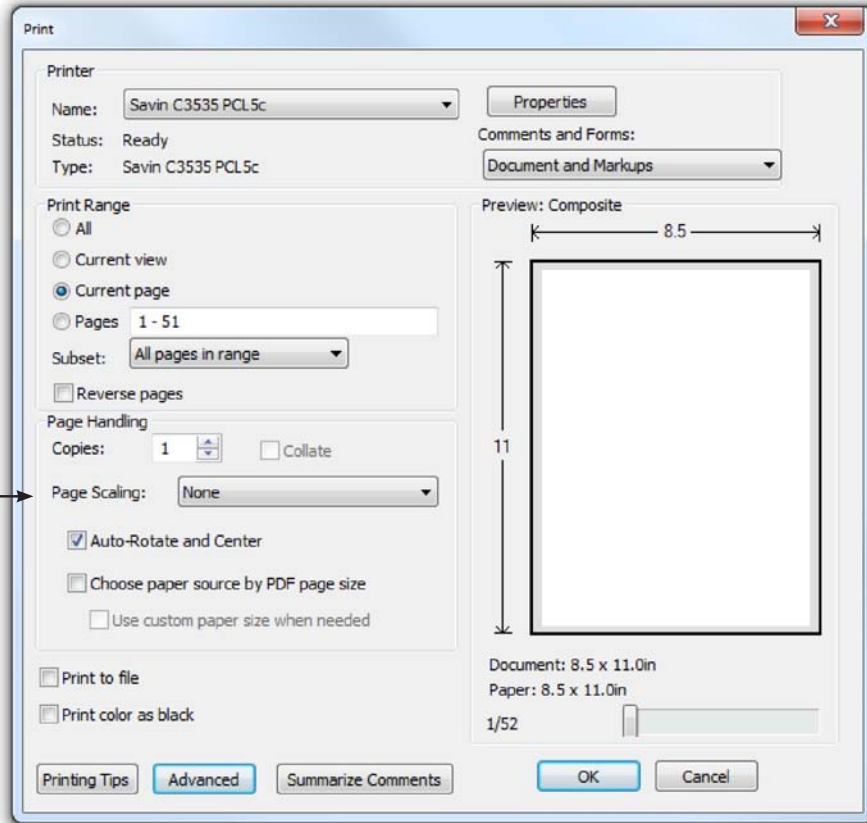 Print
Printer
Name: Savin C3535 PCL5c Properties
Status: Ready Comments and Forms:
Type: Savin C3535 PCL5c Document and Markups
Print Range
All
Current view
Current page
Pages 1 - 51
Subset: All pages in range
Reverse pages
Page Handling
Copies: 1 Collate
Page Scaling: None
Auto-Rotate and Center
Choose paper source by PDF page size
Use custom paper size when needed
Print to file
Print color as black
Preview: Composite
8.5
11
Document: 8.5 x 11.0in
Paper: 8.5 x 11.0in
1/52
Printing Tips Advanced Summarize Comments OK Cancel